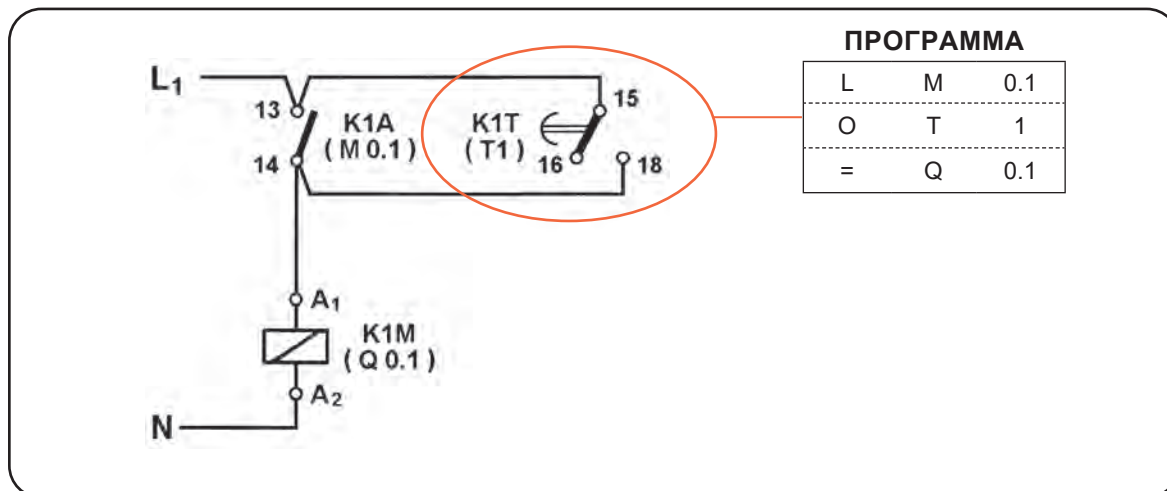 ПРОГРАММА
L M 0.1
O T 1
= Q 0.1
L1
13
K1A
( M 0.1 )
14
K1T
( T1 )
15
16
18
A1
K1M
( Q 0.1 )
A2
N